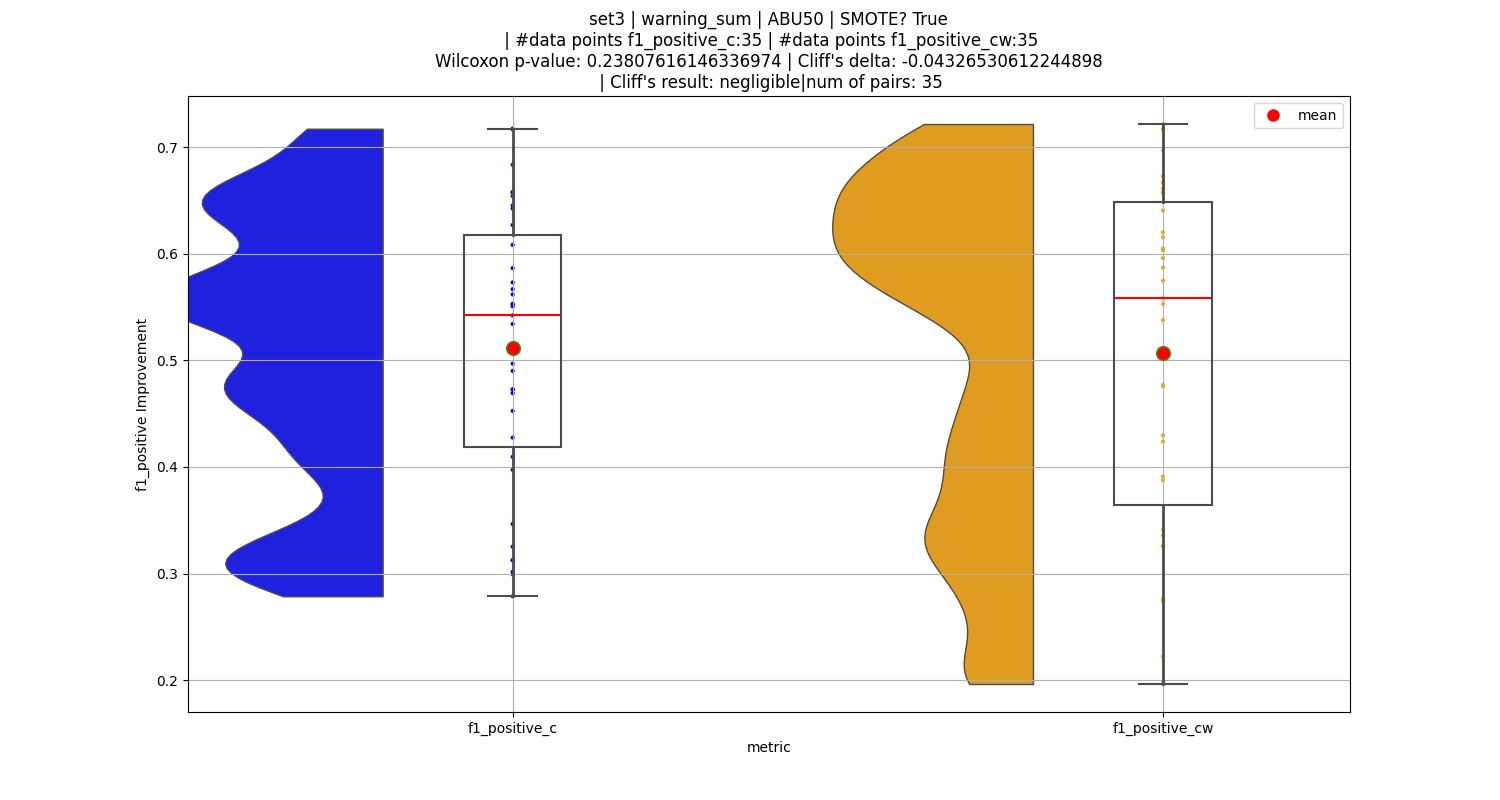 set3 | warning_sum | ABU50 | SMOTE? True
| #data points f1_positive_c:35 | #data points f1_positive_cw:35
Wilcoxon p-value: 0.23807616146336974 | Cliff's delta: -0.04326530612244898
| Cliff's result: negligible|num of pairs: 35
mean
0.7
0.6
0.5
0.4
0.3
0.2
f1_positive Improvement
f1_positive_c
f1_positive_cw
metric